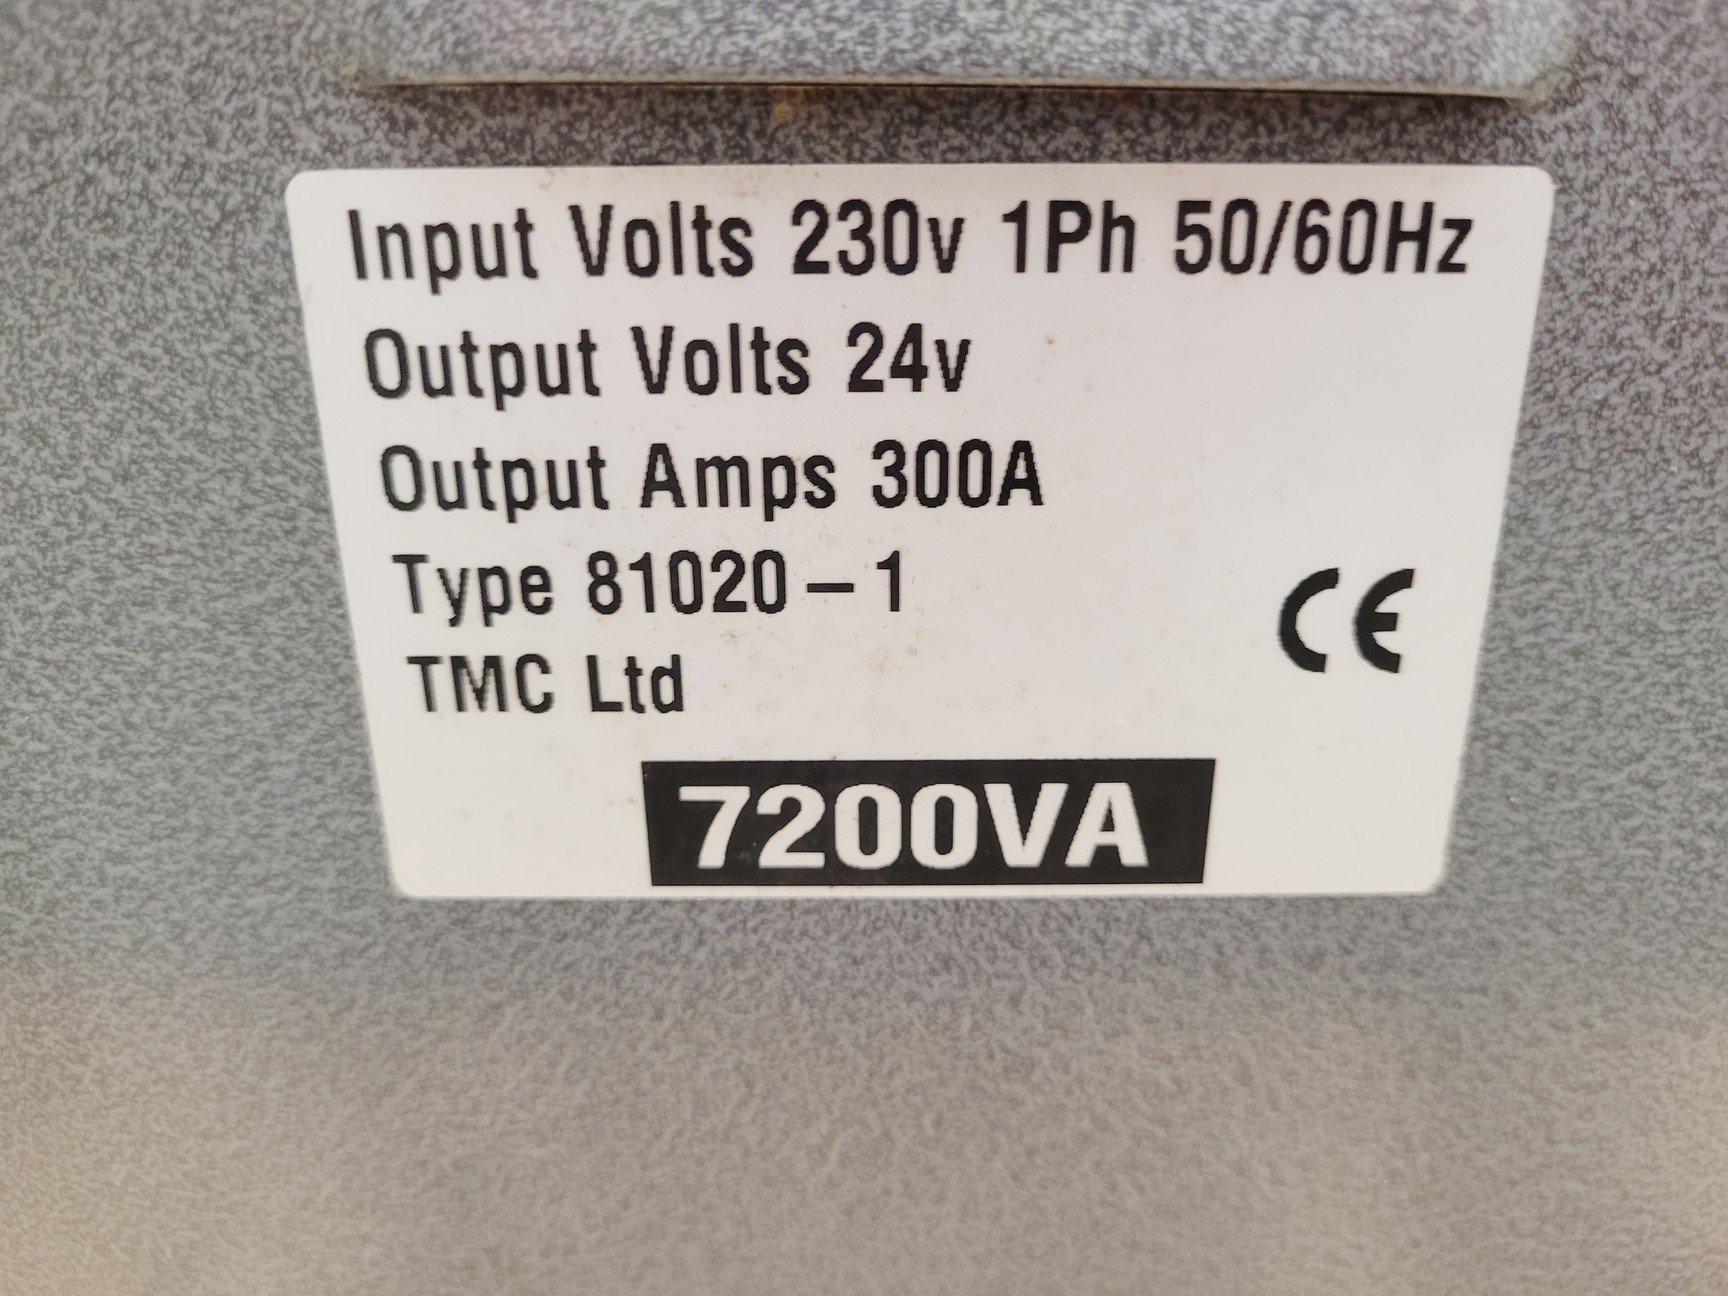 Input Volts 230v 1Ph 50/60Hz
Output Volts 24v
Output Amps 300A
Type 81020 – 1
TMC Ltd
CE
7200VA